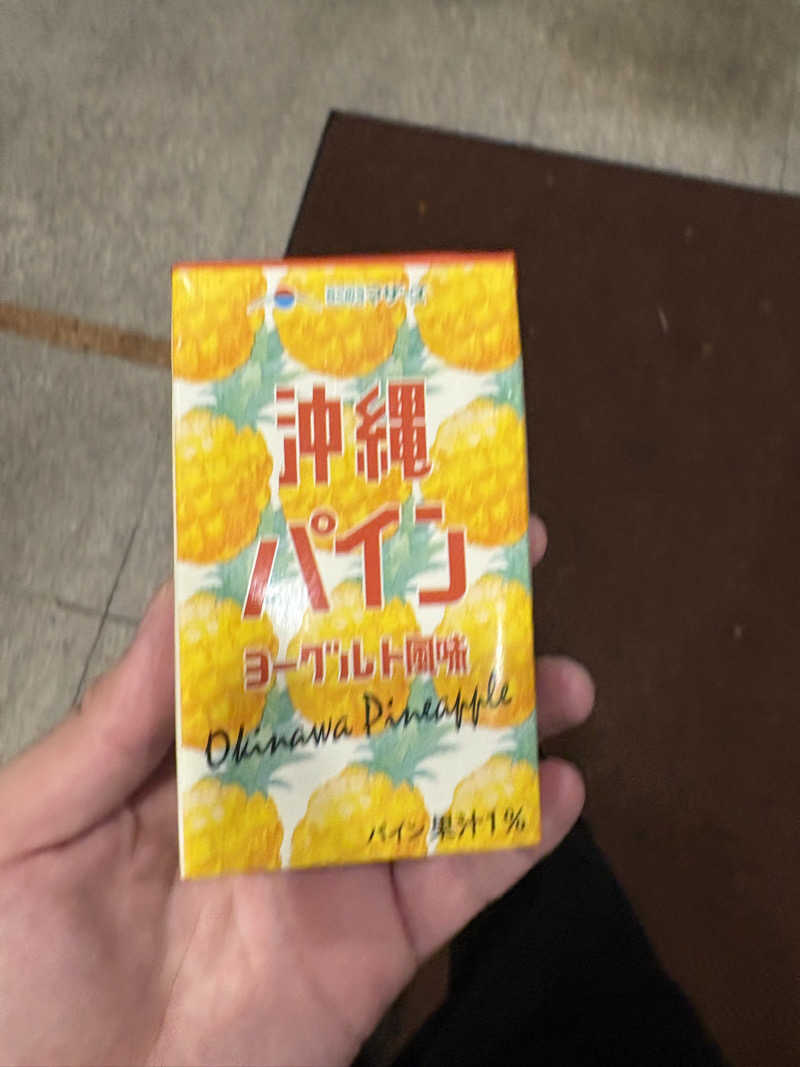 沖縄
パイン
ヨーグルト風味
Okinawa Pineapple
パイン果汁1%